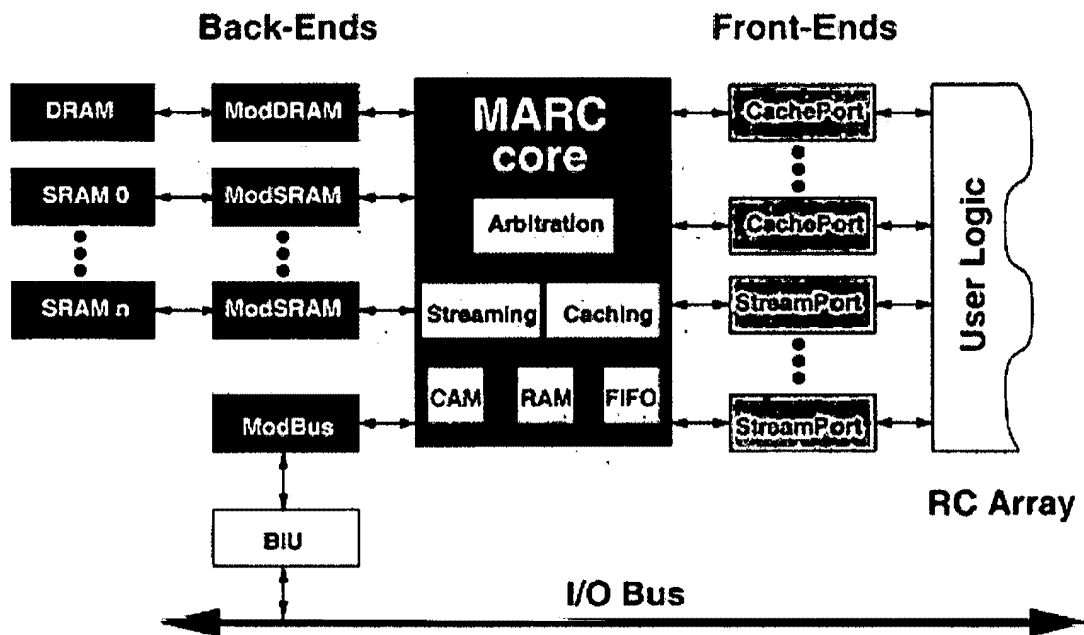 Back-Ends
Front-Ends
DRAM
ModDRAM
MARC
core
CachePort
SRAM 0
ModSRAM
Arbitration
CachePort
SRAM n
ModSRAM
Streaming
Caching
StreamPort
User Logic
CAM
RAM
FIFO
ModBus
StreamPort
RC Array
BIU
I/O Bus